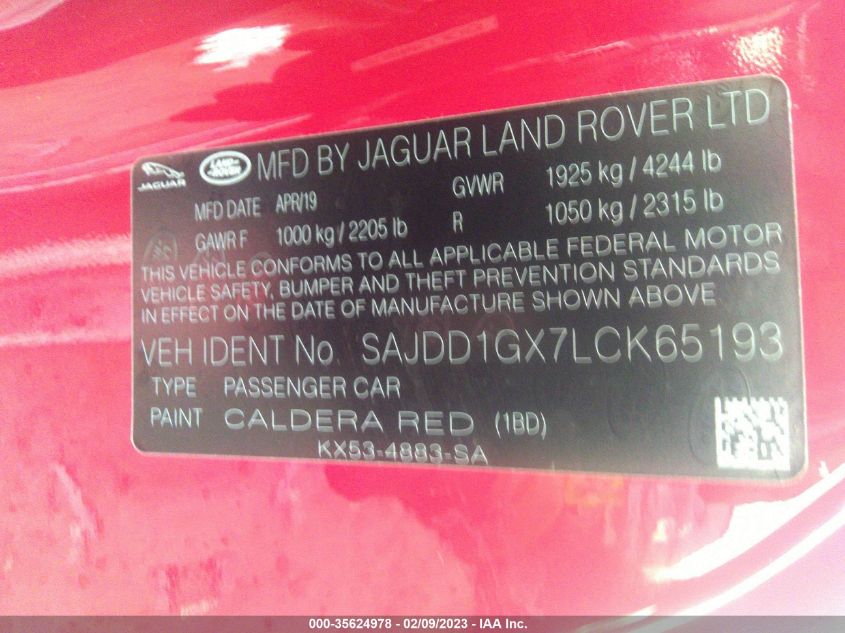 JAGUAR LAND-ROVER MFD BY JAGUAR LAND ROVER LTD
MFD DATE APR/19 GVWR 1925 kg / 4244 lb
GAWR F 1000 kg / 2205 lb R 1050 kg / 2315 lb
THIS VEHICLE CONFORMS TO ALL APPLICABLE FEDERAL MOTOR
VEHICLE SAFETY, BUMPER AND THEFT PREVENTION STANDARDS
IN EFFECT ON THE DATE OF MANUFACTURE SHOWN ABOVE
VEH IDENT No. SAJDD1GX7LCK65193
TYPE PASSENGER CAR
PAINT CALDERA RED (1BD)
KX53-4883-SA
000-35624978 - 02/09/2023 - IAA Inc.